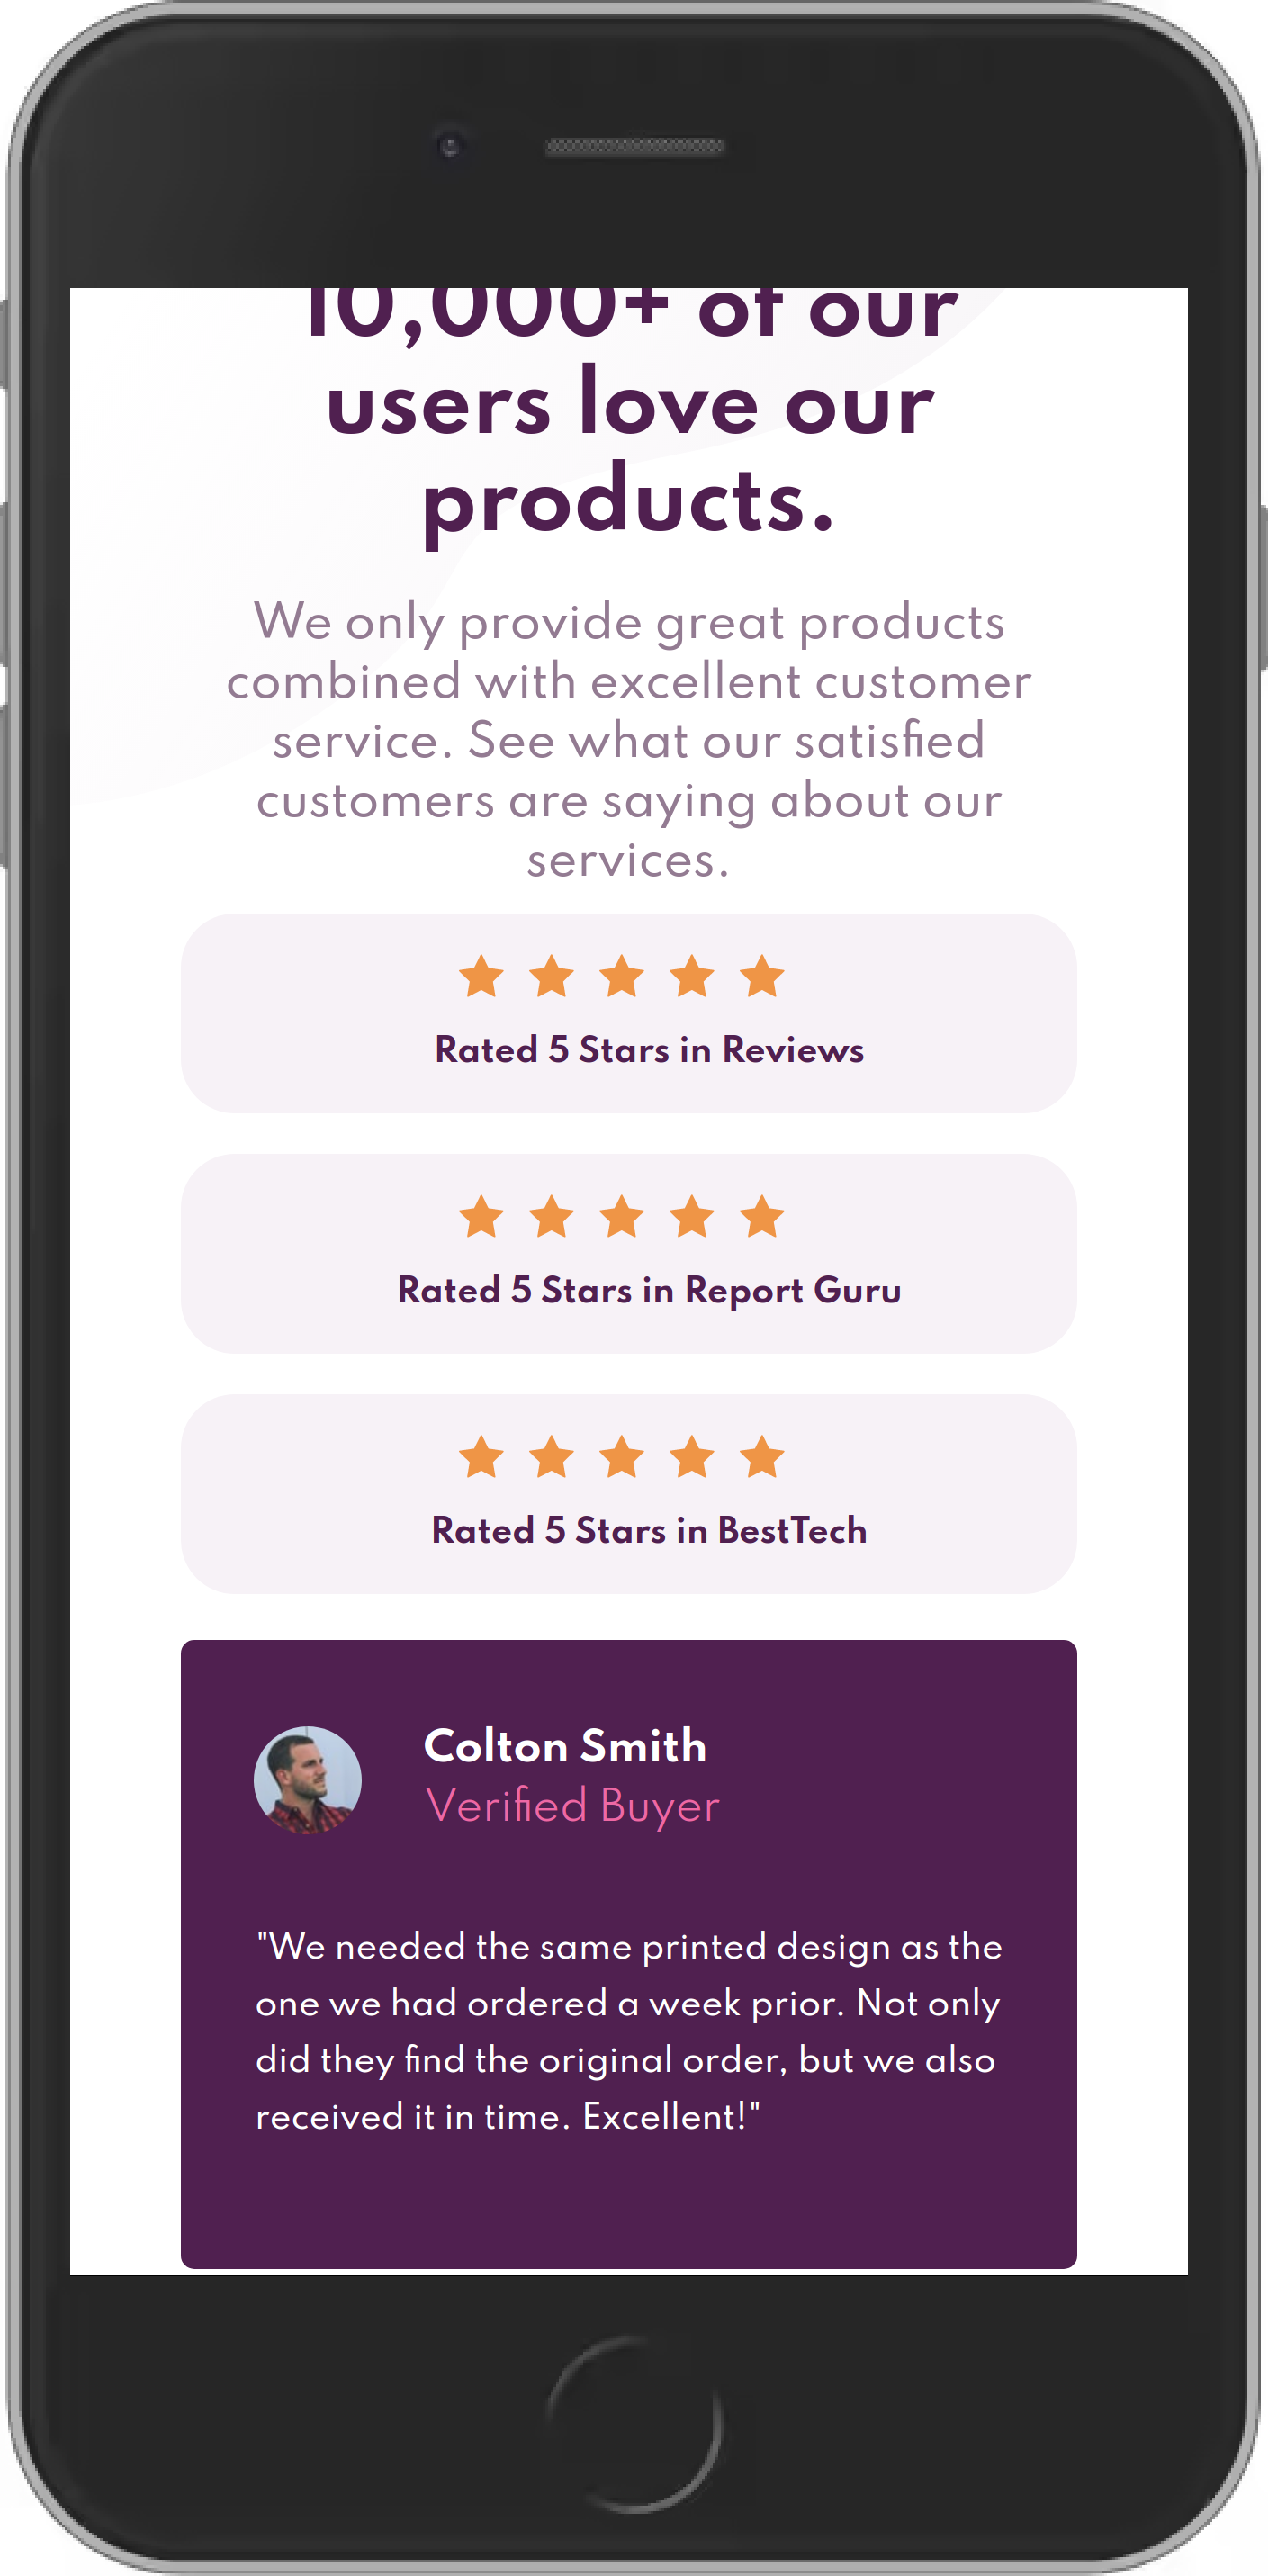 10,000+ of our
users love our
products.
We only provide great products
combined with excellent customer
service. See what our satisfied
customers are saying about our
services.
Rated 5 Stars in Reviews
Rated 5 Stars in Report Guru
Rated 5 Stars in BestTech
Colton Smith
Verified Buyer
"We needed the same printed design as the
one we had ordered a week prior. Not only
did they find the original order, but we also
received it in time. Excellent!"